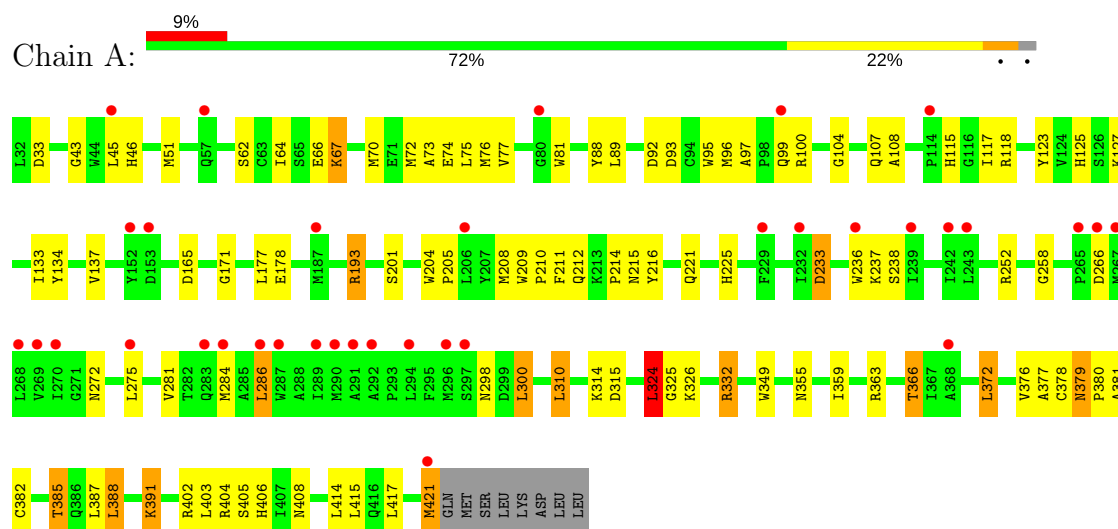 9%
Chain A:
72% 22% • •
L32 D33 G43 W44 L45 H46 M51 Q57 S62 C63 I64 S65 E66 K67 M70 E71 M72 A73 E74 L75 M76 V77 G80 W81 Y88 L89 D92 D93 C94 W95 M96 A97 P98 Q99 R100 G104 Q107 A108 P114 H115 G116 I117 R118 Y123 V124 H125 S126 K127
I133 Y134 V137 Y152 D153 D165 G171 L177 E178 M187 R193 S201 W204 P205 L206 Y207 M208 W209 P210 F211 Q212 K213 P214 N215 Y216 Q221 H225 F229 I232 D233 W236 K237 S238 I239 I242 L243 R252 G258 P265 D266 M267
L268 V269 I270 G271 N272 L275 V281 T282 Q283 M284 A285 L286 W287 A288 I289 M290 A291 A292 P293 L294 F295 M296 S297 N298 D299 L300 L310 K314 D315 L324 G325 K326 R332 W349 N355 I359 R363 T366 I367 A368 L372 V376 A377 C378 N379 P380 A381
C382 T385 Q386 L387 L388 K391 R402 L403 R404 S405 H406 I407 N408 L414 L415 Q416 L417 M421 GLN MET SER LEU LYS ASP LEU LEU